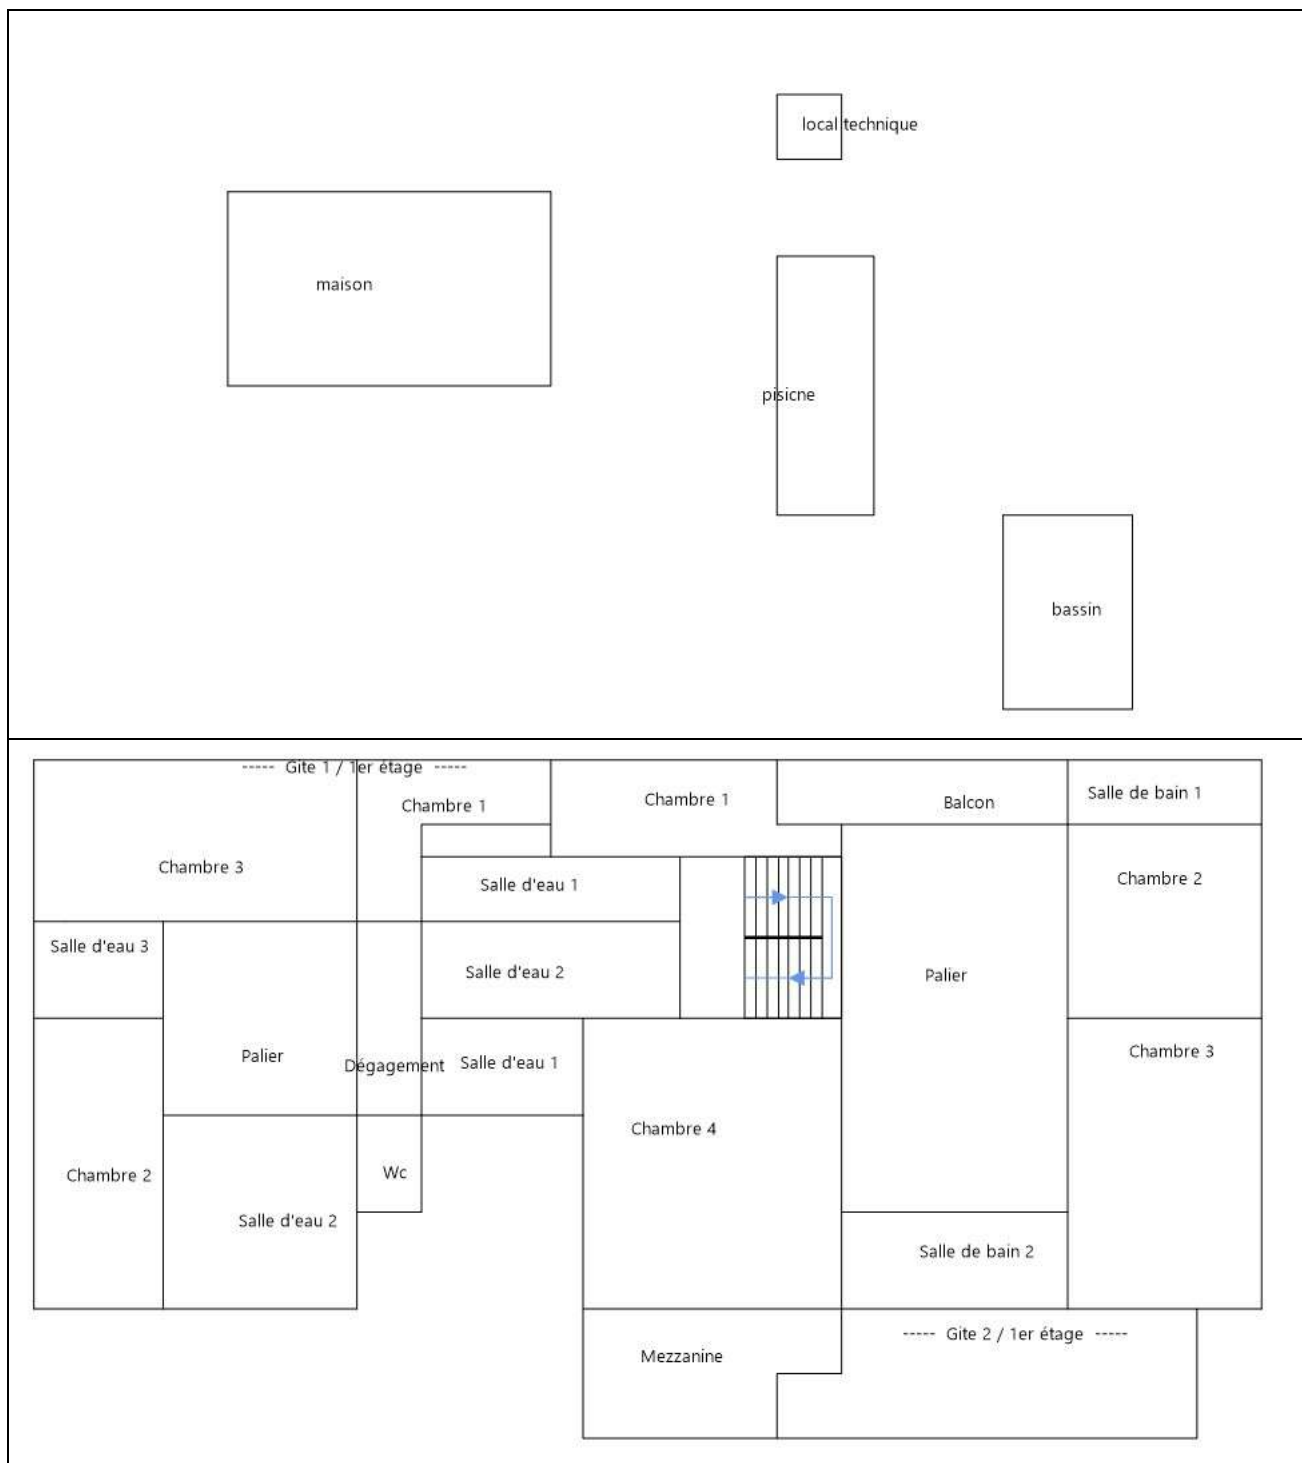 local technique
maison
pisicne
bassin
----- Gite 1 / 1er étage -----
Chambre 1
Chambre 1
Balcon
Salle de bain 1
Chambre 3
Salle d'eau 1
Chambre 2
Salle d'eau 3
Salle d'eau 2
Palier
Palier
Dégagement
Salle d'eau 1
Chambre 3
Chambre 4
Chambre 2
Wc
Salle d'eau 2
Salle de bain 2
----- Gite 2 / 1er étage -----
Mezzanine